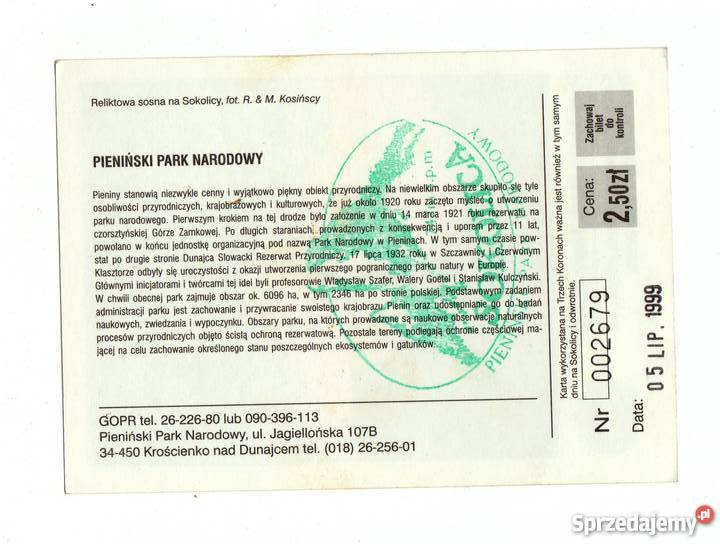 Reliktowa sosna na Sokolicy, fot. R. & M. Kosińscy
PIENIŃSKI PARK NARODOWY
Pieniny stanowią niezwykle cenny i wyjątkowo piękny obiekt przyrodniczy. Na niewielkim obszarze skupiło się tyle
osobliwości przyrodniczych, krajobrazowych i kulturowych, że już około 1920 roku zaczęto myśleć o utworzeniu
parku narodowego. Pierwszym krokiem na tej drodze było założenie w dniu 14 marca 1921 roku rezerwatu na
czorsztyńskiej Górze Zamkowej. Po długich staraniach, prowadzonych z konsekwencją i uporem przez 11 lat,
powołano w końcu jednostkę organizacyjną pod nazwą Park Narodowy w Pieninach. W tym samym czasie pow-
stał po drugie stronie Dunajca Słowacki Rezerwat Przyrodniczy. 17 lipca 1932 roku w Szczawnicy i Czerwonym
Klasztorze odbyły się uroczystości z okazji utworzenia pierwszego pogranicznego parku natury w Europie.
Głównymi inicjatorami i twórcami tej idei byli profesorowie Władysław Szafer, Walery Goetel i Stanisław Kulczyński.
W chwili obecnej park zajmuje obszar ok. 6096 ha, w tym 2346 ha po stronie polskiej. Podstawowym zadaniem
administracji parku jest zachowanie i przywracanie swoistego krajobrazu Pienin oraz udostępnianie go do badań
naukowych, zwiedzania i wypoczynku. Obszary parku, na których prowadzone są naukowe obserwacje naturalnych
procesów przyrodniczych objęto ścisłą ochroną rezerwatową. Pozostałe tereny podlegają ochronie częściowej ma-
jącej na celu zachowanie określonego stanu poszczególnych ekosystemów i gatunków.
GOPR tel. 26-226-80 lub 090-396-113
Pieniński Park Narodowy, ul. Jagiellońska 107B
34-450 Krościenko nad Dunajcem tel. (018) 26-256-01
Karta wykorzystana na Trzech Koronach ważna jest również w tym samym
dniu na Sokolicy i odwrotnie.
Nr 002679
Cena: 2,50zł
Zachowaj
bilet
do
kontroli
Data: 05 LIP. 1999
p.p.m
Sprzedajemy.pl